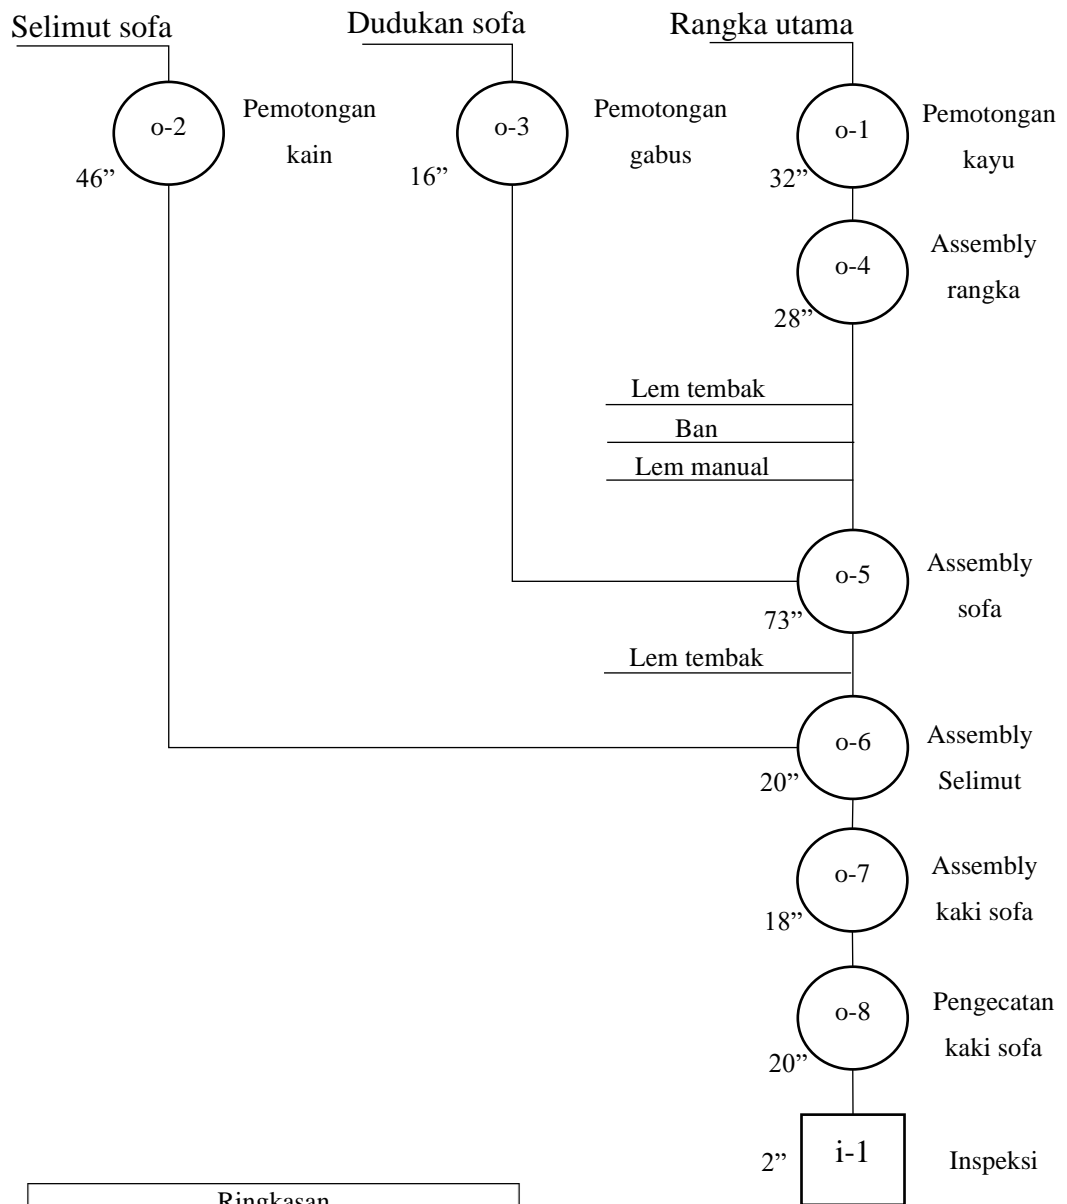 Selimut sofa
Dudukan sofa
Rangka utama
o-2
Pemotongan
kain
46”
o-3
Pemotongan
gabus
16”
o-1
Pemotongan
kayu
32”
o-4
Assembly
rangka
28”
Lem tembak
Ban
Lem manual
o-5
Assembly
sofa
73”
Lem tembak
o-6
Assembly
Selimut
20”
o-7
Assembly
kaki sofa
18”
o-8
Pengecatan
kaki sofa
20”
i-1
2”
Inspeksi
Ringkasan